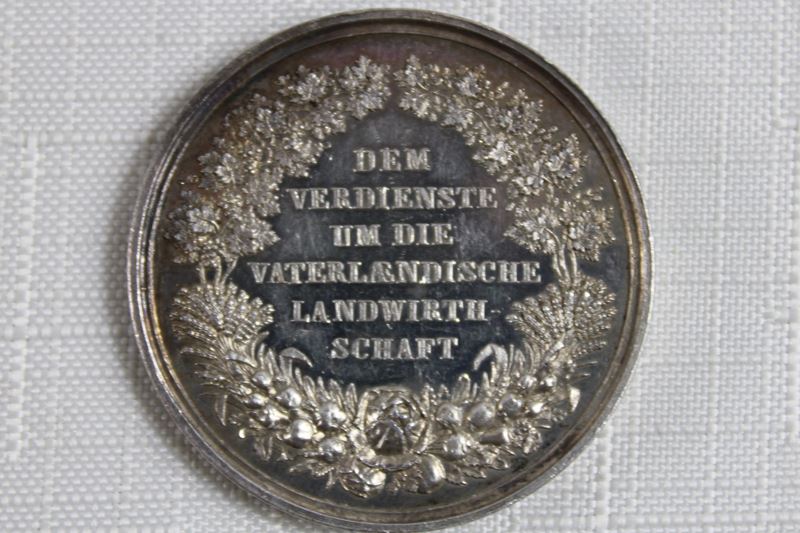 DEM
VERDIENSTE
UM DIE
VATERLÆNDISCHE
LANDWIRTH-
SCHAFT